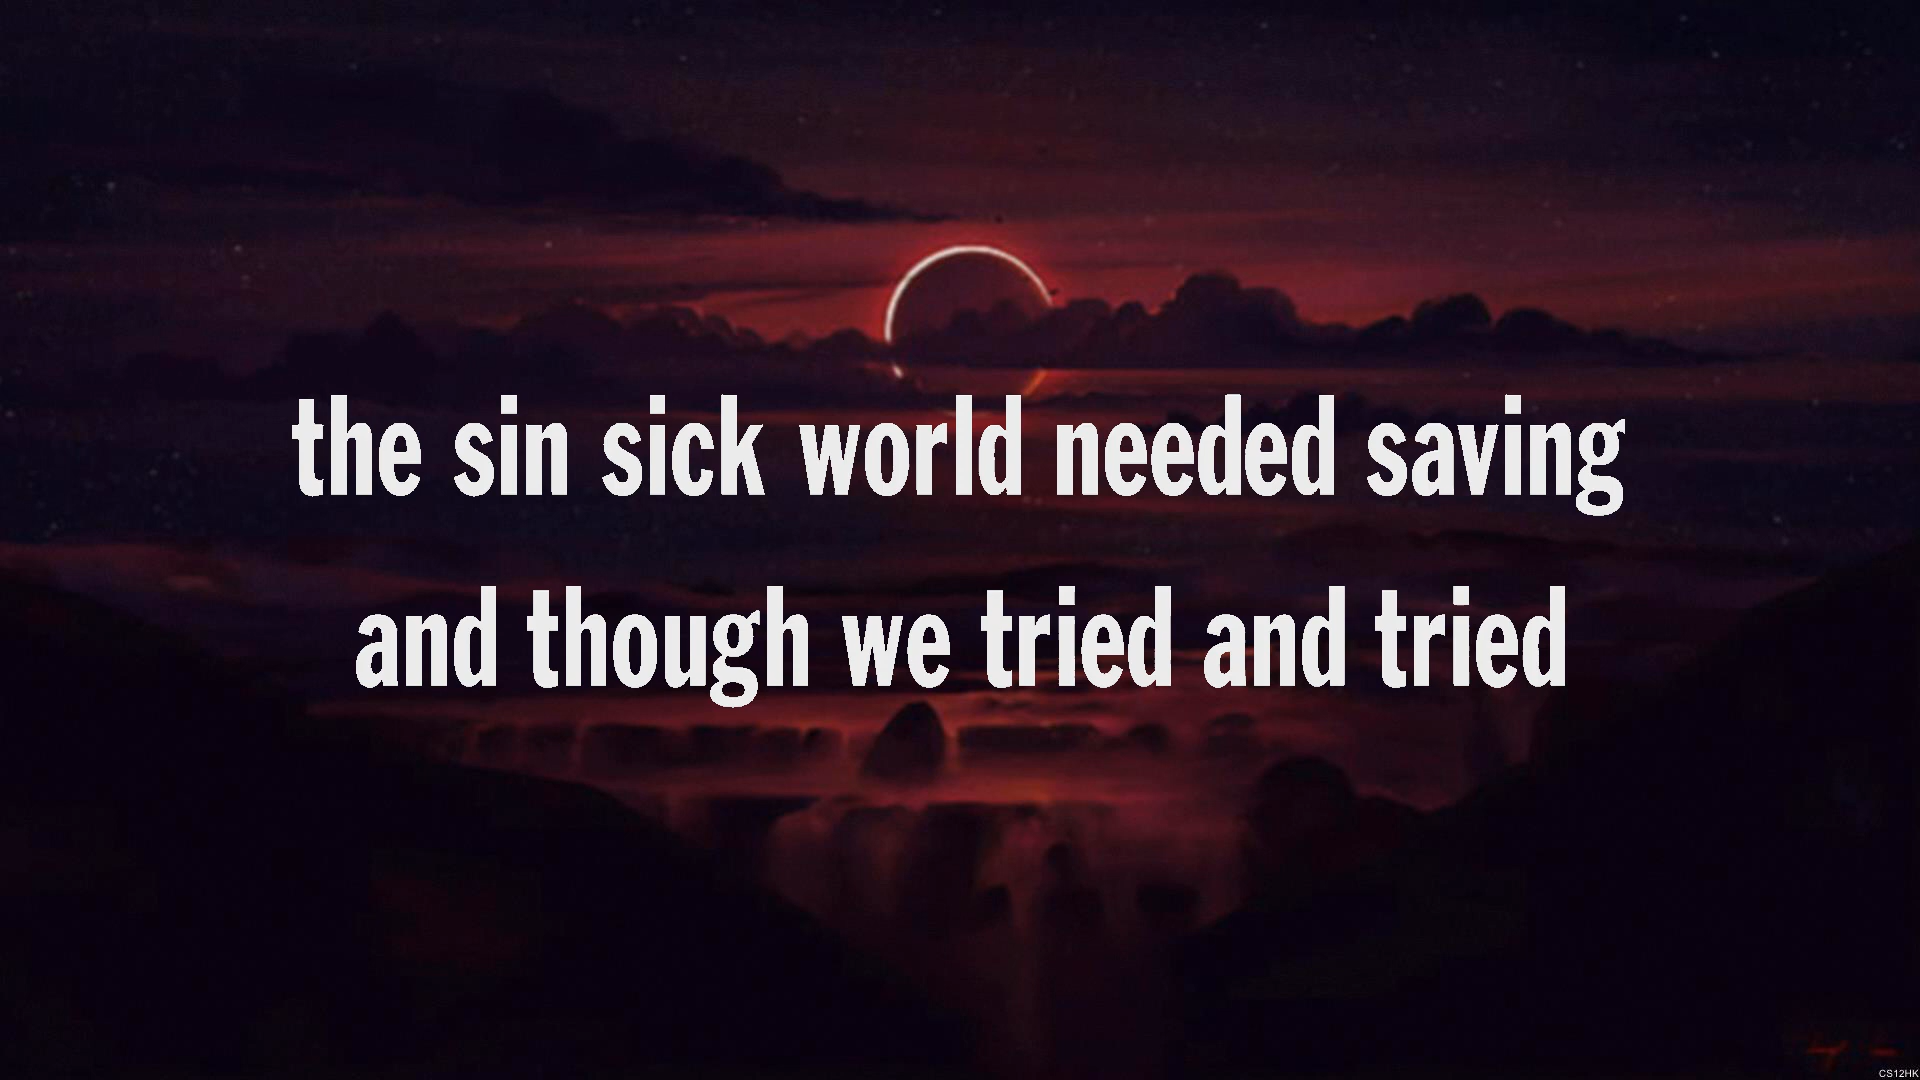 the sin sick world needed saving
and though we tried and tried
CS12HK